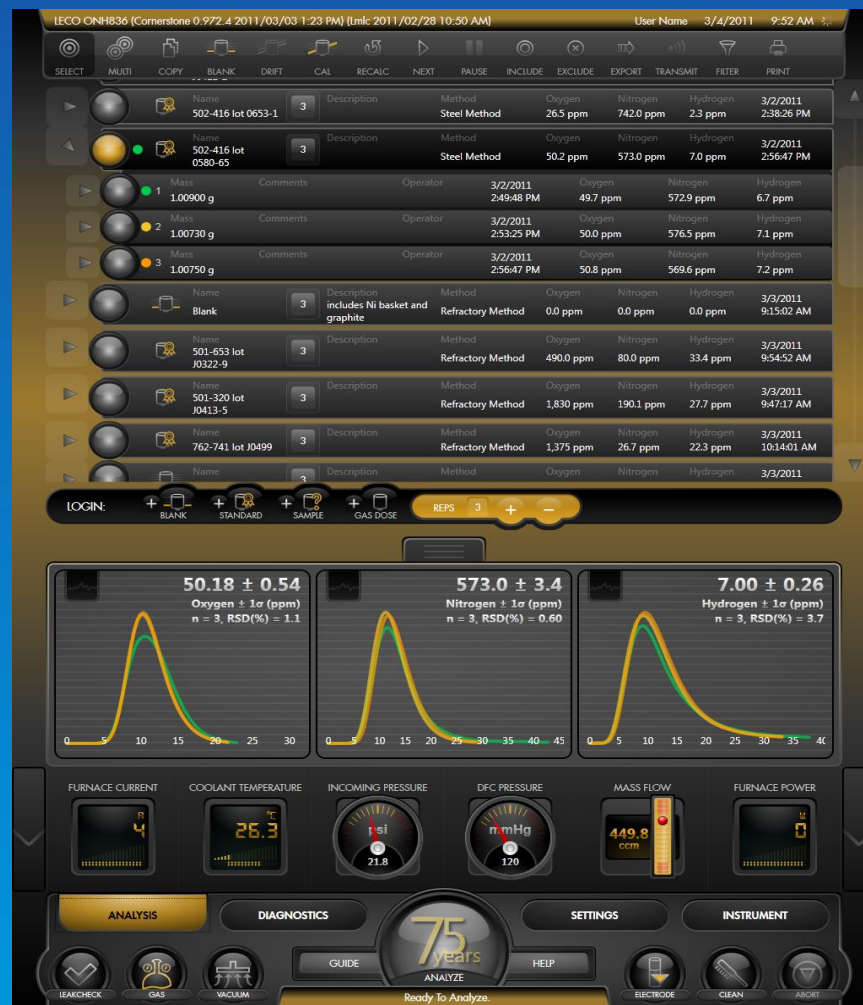 LECO ONH836 (Cornerstone 0.972.4 2011/03/03 1:23 PM) (Lmlc 2011/02/28 10:50 AM) User Name 3/4/2011 9:52 AM
SELECT MULTI COPY BLANK DRIFT CAL RECALC NEXT PAUSE INCLUDE EXCLUDE EXPORT TRANSMIT FILTER PRINT
Name Description Method Oxygen Nitrogen Hydrogen 3/2/2011
502-416 lot 0653-1 3 Steel Method 26.5 ppm 742.0 ppm 2.3 ppm 2:38:26 PM
Name Description Method Oxygen Nitrogen Hydrogen 3/2/2011
502-416 lot 3 Steel Method 50.2 ppm 573.0 ppm 7.0 ppm 2:56:47 PM
0580-65
Mass Comments Operator 3/2/2011 Oxygen Nitrogen Hydrogen
1 1.00900 g 2:49:48 PM 49.7 ppm 572.9 ppm 6.7 ppm
Mass Comments Operator 3/2/2011 Oxygen Nitrogen Hydrogen
2 1.00730 g 2:53:25 PM 50.0 ppm 576.5 ppm 7.1 ppm
Mass Comments Operator 3/2/2011 Oxygen Nitrogen Hydrogen
3 1.00750 g 2:56:47 PM 50.8 ppm 569.6 ppm 7.2 ppm
Name Description Method Oxygen Nitrogen Hydrogen 3/3/2011
Blank 3 includes Ni basket and Refractory Method 0.0 ppm 0.0 ppm 0.0 ppm 9:15:02 AM
graphite
Name Description Method Oxygen Nitrogen Hydrogen 3/3/2011
501-653 lot 3 Refractory Method 490.0 ppm 80.0 ppm 33.4 ppm 9:54:52 AM
J0322-9
Name Description Method Oxygen Nitrogen Hydrogen 3/3/2011
501-320 lot 3 Refractory Method 1,830 ppm 190.1 ppm 27.7 ppm 9:47:17 AM
J0413-5
Name Description Method Oxygen Nitrogen Hydrogen 3/3/2011
762-741 lot J0499 3 Refractory Method 1,375 ppm 26.7 ppm 22.3 ppm 10:14:01 AM
Name 3 Description Method Oxygen Nitrogen Hydrogen 3/3/2011
LOGIN: + BLANK + STANDARD + SAMPLE + GAS DOSE REPS 3 + −
50.18 ± 0.54
Oxygen ± 1σ (ppm)
n = 3, RSD(%) = 1.1
0 5 10 15 20 25 30
573.0 ± 3.4
Nitrogen ± 1σ (ppm)
n = 3, RSD(%) = 0.60
0 5 10 15 20 25 30 35 40 45
7.00 ± 0.26
Hydrogen ± 1σ (ppm)
n = 3, RSD(%) = 3.7
0 5 10 15 20 25 30 35
FURNACE CURRENT COOLANT TEMPERATURE INCOMING PRESSURE DFC PRESSURE MASS FLOW FURNACE POWER
A °C psi mmHg W
4 26.3 21.8 120 449.8 0
ccm
ANALYSIS DIAGNOSTICS SETTINGS INSTRUMENT
75
years
GUIDE HELP
ANALYZE
LEAKCHECK GAS VACUUM ELECTRODE CLEAN ABORT
Ready To Analyze.